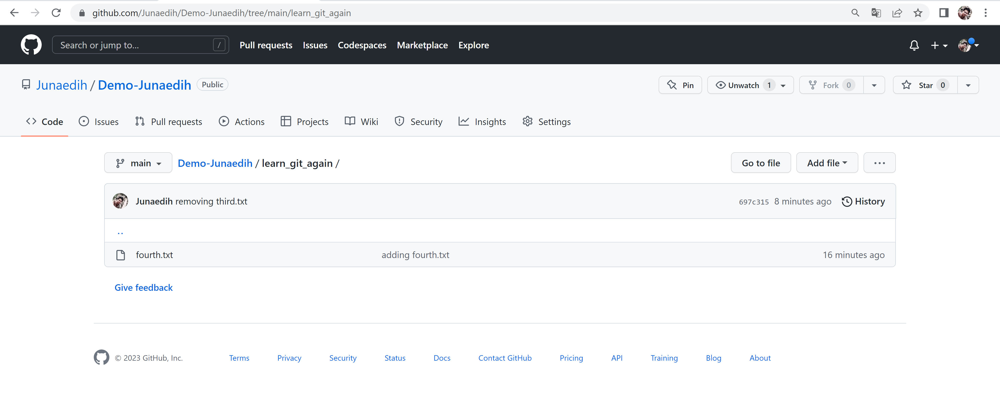 github.com/Junaedih/Demo-Junaedih/tree/main/learn_git_again
Search or jump to... /
Pull requests Issues Codespaces Marketplace Explore
Junaedih / Demo-Junaedih Public
Pin Unwatch 1 Fork 0 Star 0
Code Issues Pull requests Actions Projects Wiki Security Insights Settings
main Demo-Junaedih / learn_git_again / Go to file Add file ...
Junaedih removing third.txt 697c315 8 minutes ago History
..
fourth.txt adding fourth.txt 16 minutes ago
Give feedback
© 2023 GitHub, Inc. Terms Privacy Security Status Docs Contact GitHub Pricing API Training Blog About